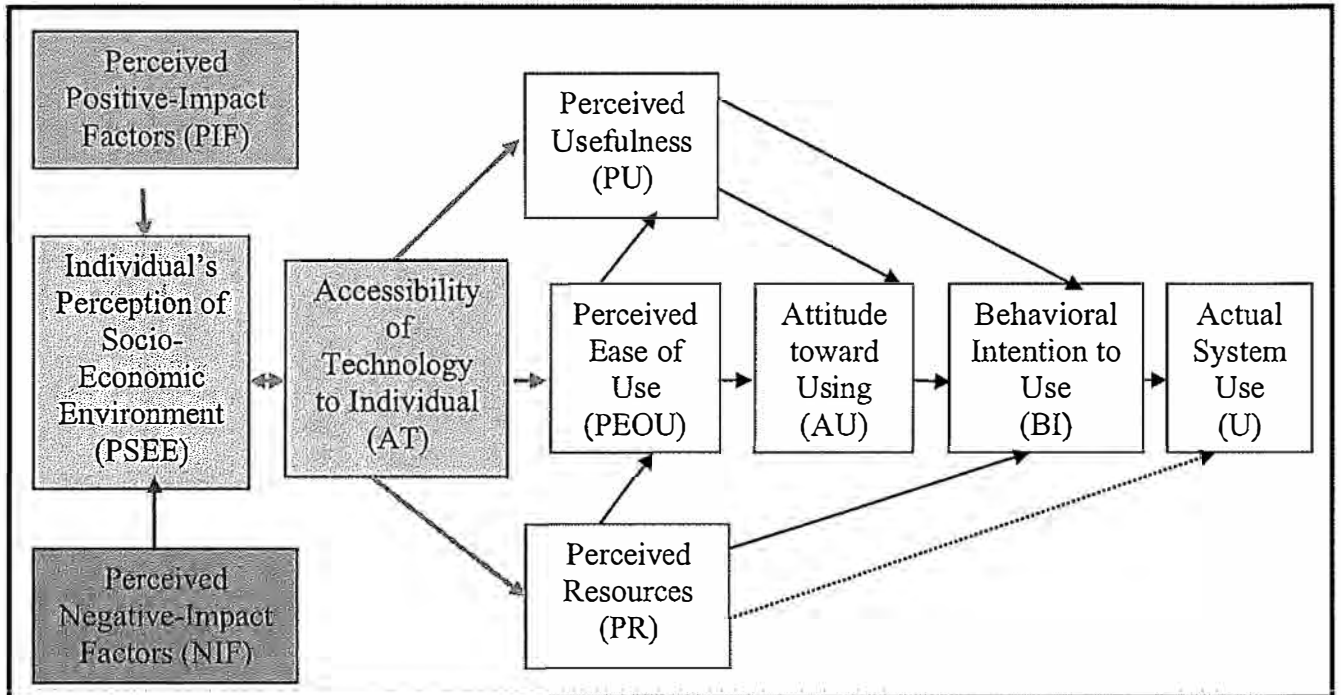 Perceived
Positive-Impact
Factors (PIF)
Individual's
Perception of
Socio-
Economic
Environment
(PSEE)
Perceived
Negative-Impact
Factors (NIF)
Accessibility
of
Technology
to Individual
(AT)
Perceived
Usefulness
(PU)
Perceived
Ease of
Use
(PEOU)
Perceived
Resources
(PR)
Attitude
toward
Using
(AU)
Behavioral
Intention to
Use
(BI)
Actual
System
Use
(U)